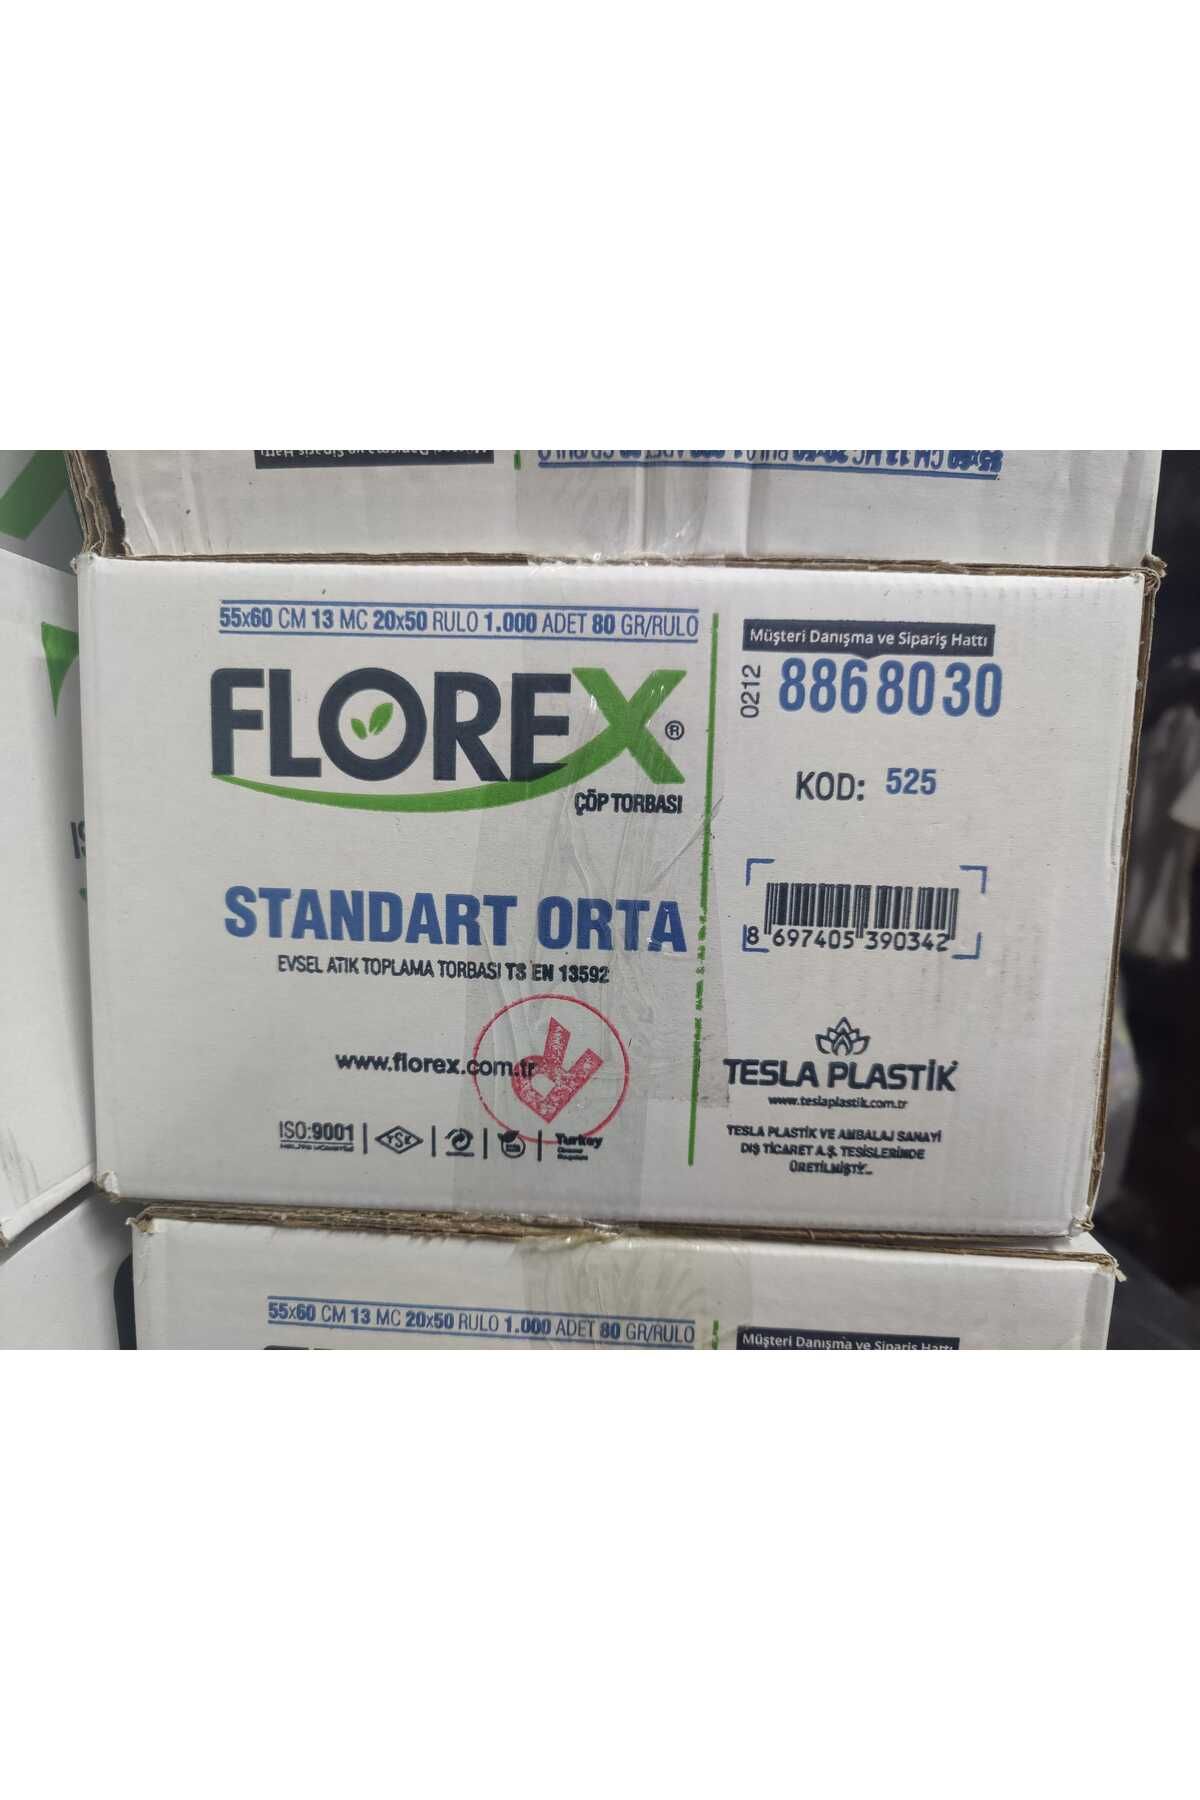 55x60 CM 13 MC 20x50 RULO 1.000 ADET 80 GR/RULO
FLOREX®
ÇÖP TORBASI
STANDART ORTA
EVSEL ATIK TOPLAMA TORBASI TS EN 13592
www.florex.com.tr
ISO:9001
TSE
Turkey
Müşteri Danışma ve Sipariş Hattı
0212 886 80 30
KOD: 525
8 697405 390342
TESLA PLASTİK
www.teslaplastik.com.tr
TESLA PLASTİK VE AMBALAJ SANAYİ
DIŞ TİCARET A.Ş. TESİSLERİNDE
ÜRETİLMİŞTİR.
55x60 CM 13 MC 20x50 RULO 1.000 ADET 80 GR/RULO
Müşteri Danışma ve Sipariş Hattı